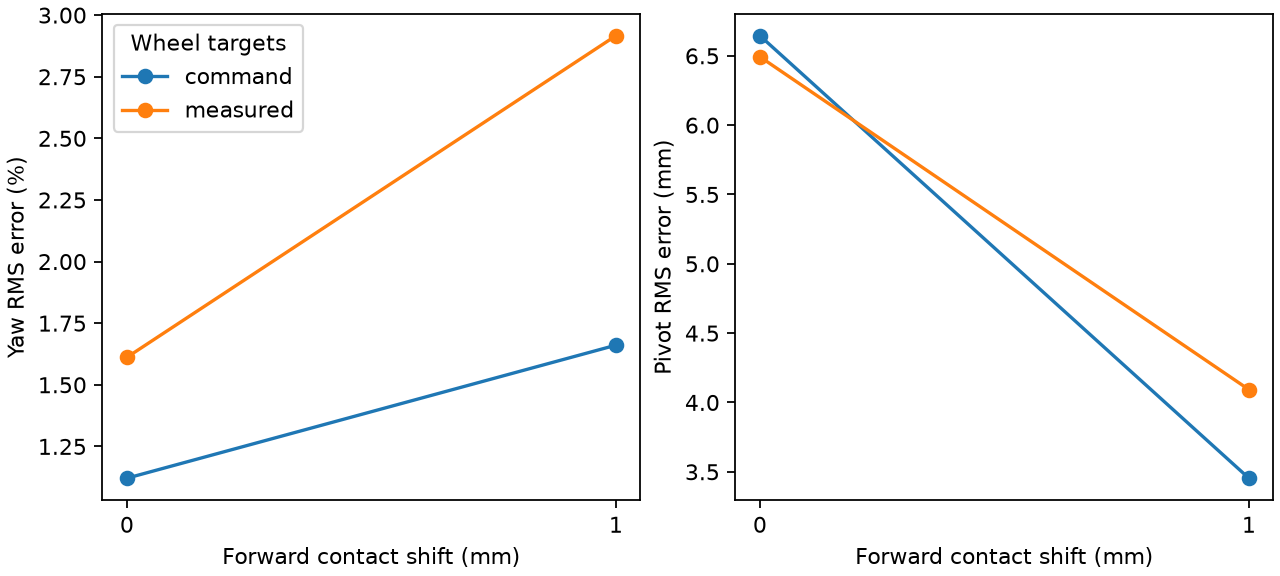 3.00
2.75
2.50
2.25
2.00
1.75
1.50
1.25
Yaw RMS error (%)
Wheel targets
command
measured
0
1
Forward contact shift (mm)
6.5
6.0
5.5
5.0
4.5
4.0
3.5
Pivot RMS error (mm)
0
1
Forward contact shift (mm)